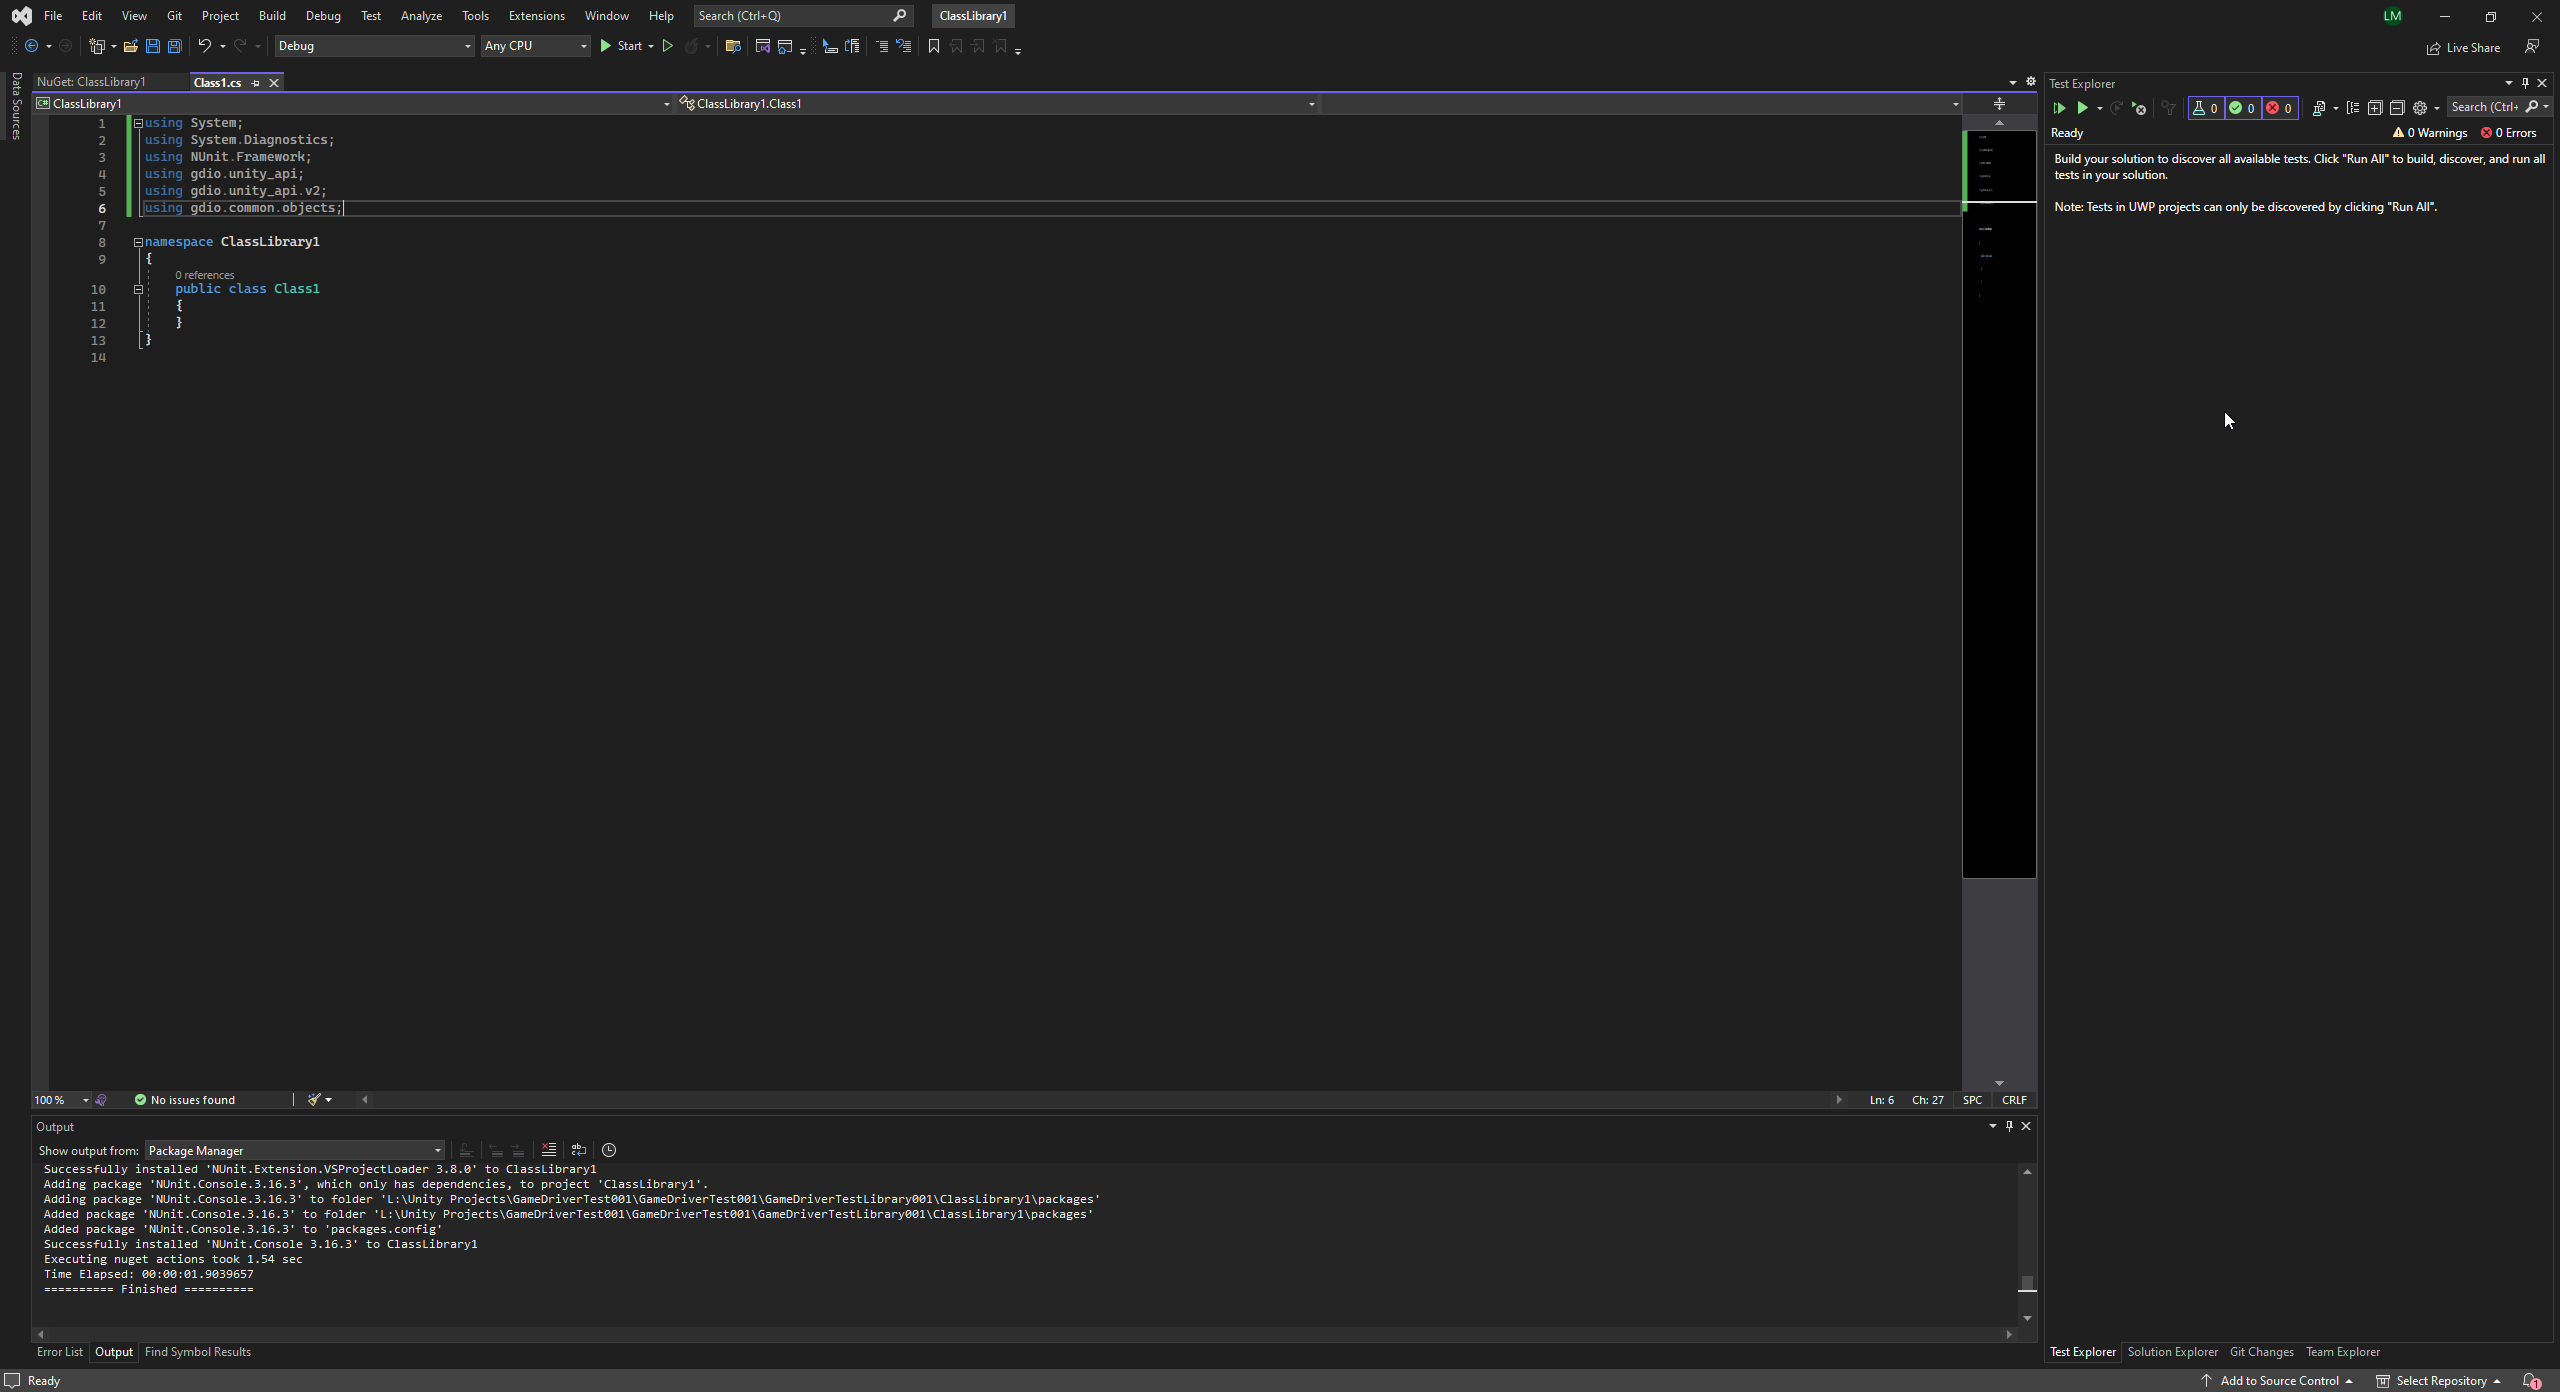 File Edit View Git Project Build Debug Test Analyze Tools Extensions Window Help Search (Ctrl+Q) ClassLibrary1 LM
Debug Any CPU Start Live Share
Data Sources
NuGet: ClassLibrary1 Class1.cs
ClassLibrary1 ClassLibrary1.Class1
1 using System;
2 using System.Diagnostics;
3 using NUnit.Framework;
4 using gdio.unity_api;
5 using gdio.unity_api.v2;
6 using gdio.common.objects;
7
8 namespace ClassLibrary1
9 {
0 references
10 public class Class1
11 {
12 }
13 }
14
100 % No issues found Ln: 6 Ch: 27 SPC CRLF
Output
Show output from: Package Manager
Successfully installed 'NUnit.Extension.VSProjectLoader 3.8.0' to ClassLibrary1
Adding package 'NUnit.Console.3.16.3', which only has dependencies, to project 'ClassLibrary1'.
Adding package 'NUnit.Console.3.16.3' to folder 'L:\Unity Projects\GameDriverTest001\GameDriverTest001\GameDriverTestLibrary001\ClassLibrary1\packages'
Added package 'NUnit.Console.3.16.3' to folder 'L:\Unity Projects\GameDriverTest001\GameDriverTest001\GameDriverTestLibrary001\ClassLibrary1\packages'
Added package 'NUnit.Console.3.16.3' to 'packages.config'
Successfully installed 'NUnit.Console 3.16.3' to ClassLibrary1
Executing nuget actions took 1.54 sec
Time Elapsed: 00:00:01.9039657
========== Finished ==========
Error List Output Find Symbol Results
Test Explorer
0 0 0 Search (Ctrl+
Ready 0 Warnings 0 Errors
Build your solution to discover all available tests. Click "Run All" to build, discover, and run all
tests in your solution.
Note: Tests in UWP projects can only be discovered by clicking "Run All".
Test Explorer Solution Explorer Git Changes Team Explorer
Ready Add to Source Control Select Repository 1